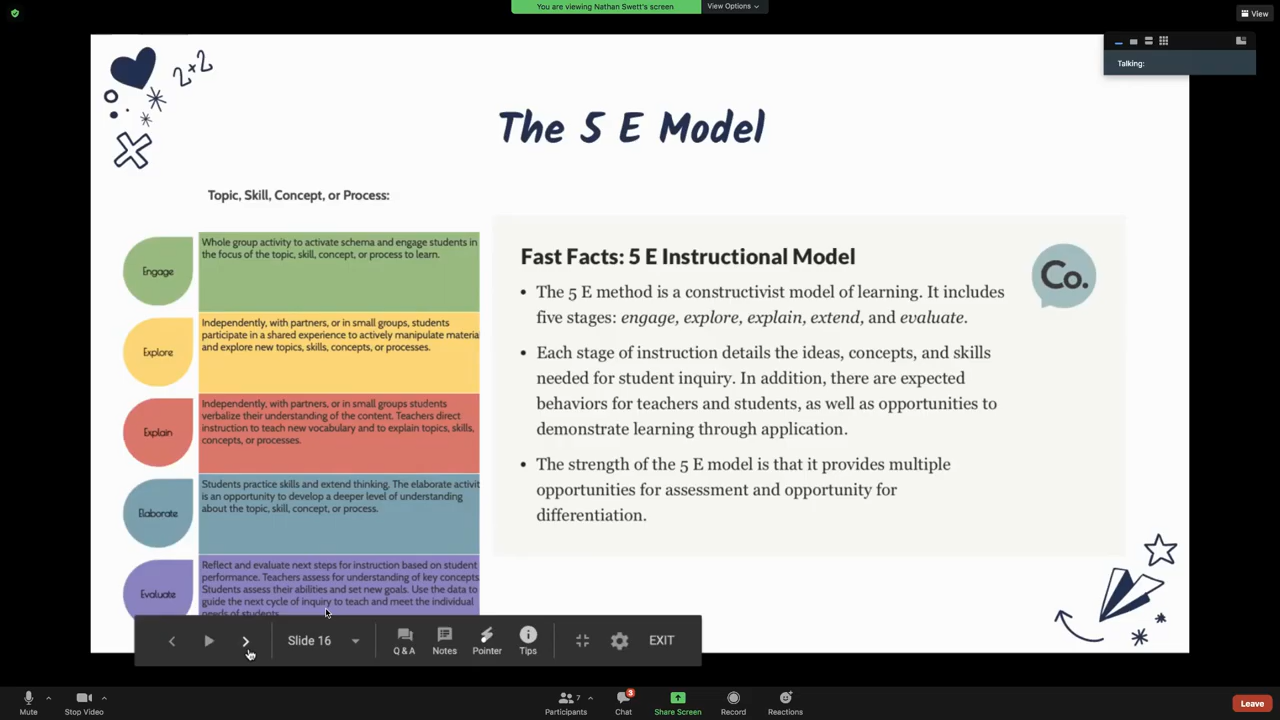 You are viewing Nathan Swett's screen
View Options
View
Talking:
2×2
The 5 E Model
Topic, Skill, Concept, or Process:
Engage
Whole group activity to activate schema and engage students in
the focus of the topic, skill, concept, or process to learn.
Explore
Independently, with partners, or in small groups, students
participate in a shared experience to actively manipulate materia
and explore new topics, skills, concepts, or processes.
Explain
Independently, with partners, or in small groups students
verbalize their understanding of the content. Teachers direct
instruction to teach new vocabulary and to explain topics, skills,
concepts, or processes.
Elaborate
Students practice skills and extend thinking. The elaborate activit
is an opportunity to develop a deeper level of understanding
about the topic, skill, concept, or process.
Evaluate
Reflect and evaluate next steps for instruction based on student
performance. Teachers assess for understanding of key concepts
Students assess their abilities and set new goals. Use the data to
guide the next cycle of inquiry to teach and meet the individual
needs of students.
Fast Facts: 5 E Instructional Model
Co.
• The 5 E method is a constructivist model of learning. It includes
five stages: engage, explore, explain, extend, and evaluate.
• Each stage of instruction details the ideas, concepts, and skills
needed for student inquiry. In addition, there are expected
behaviors for teachers and students, as well as opportunities to
demonstrate learning through application.
• The strength of the 5 E model is that it provides multiple
opportunities for assessment and opportunity for
differentiation.
Slide 16
Q & A
Notes
Pointer
Tips
EXIT
Mute
Stop Video
Participants
7
Chat
3
Share Screen
Record
Reactions
Leave